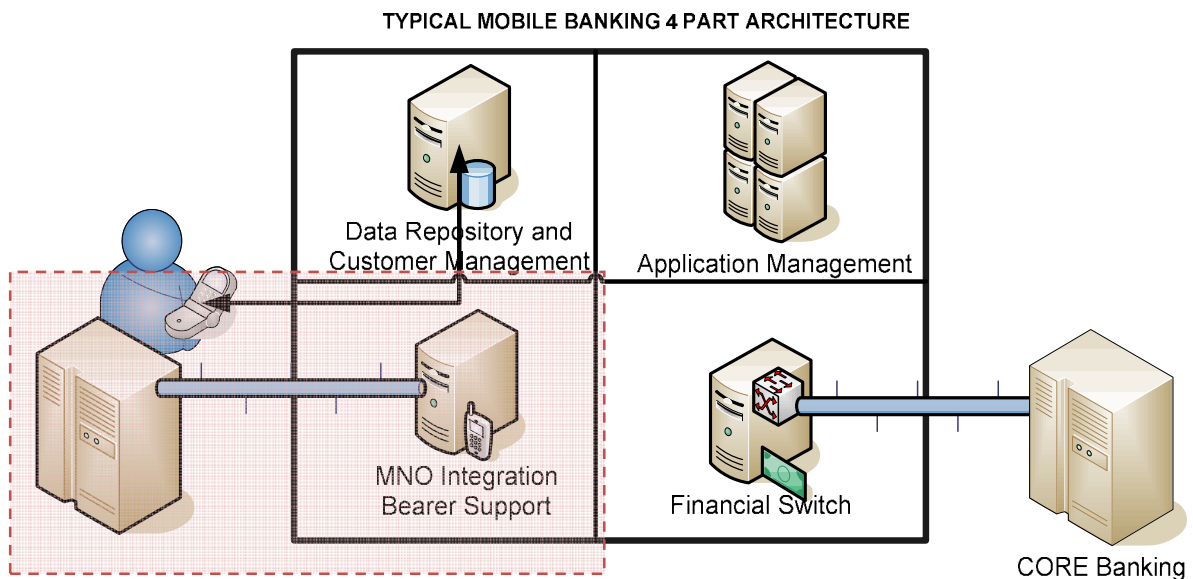 TYPICAL MOBILE BANKING 4 PART ARCHITECTURE
Data Repository and
Customer Management
Application Management
MNO Integration
Bearer Support
Financial Switch
CORE Banking